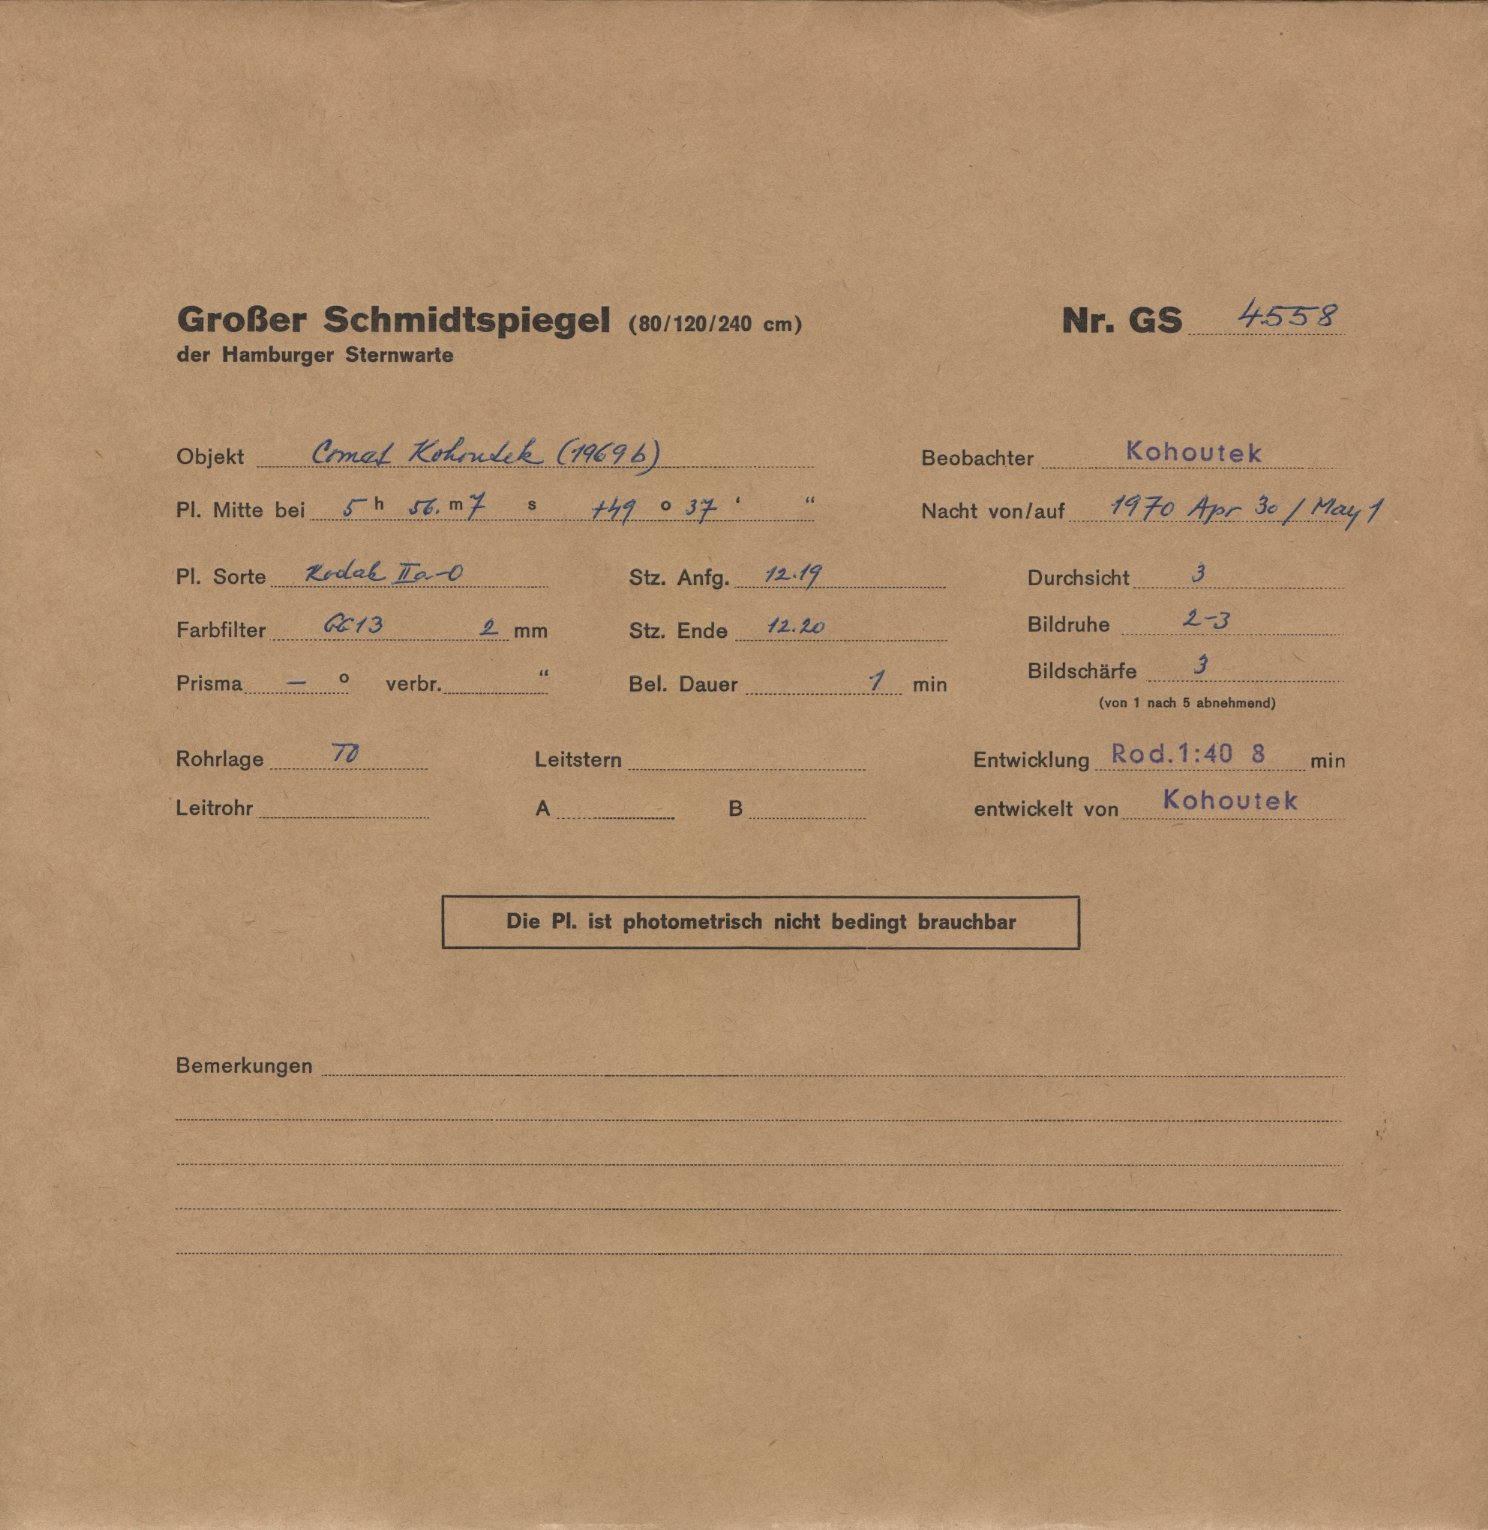 Großer Schmidtspiegel (80/120/240 cm) Nr. GS 4558
der Hamburger Sternwarte
Objekt Comet Kohoutek (1969b) Beobachter Kohoutek
Pl. Mitte bei 5 h 56. m 7 s +49 o 37 ‘ “ Nacht von/auf 1970 Apr 30 / May 1
Pl. Sorte Kodak IIa-O Stz. Anfg. 12.19 Durchsicht 3
Farbfilter GG13 2 mm Stz. Ende 12.20 Bildruhe 2-3
Prisma — o verbr. “ Bel. Dauer 1 min Bildschärfe 3
(von 1 nach 5 abnehmend)
Rohrlage Leitstern Entwicklung Rod.1:40 8 min
Leitrohr A B entwickelt von Kohoutek
Die Pl. ist photometrisch nicht bedingt brauchbar
Bemerkungen